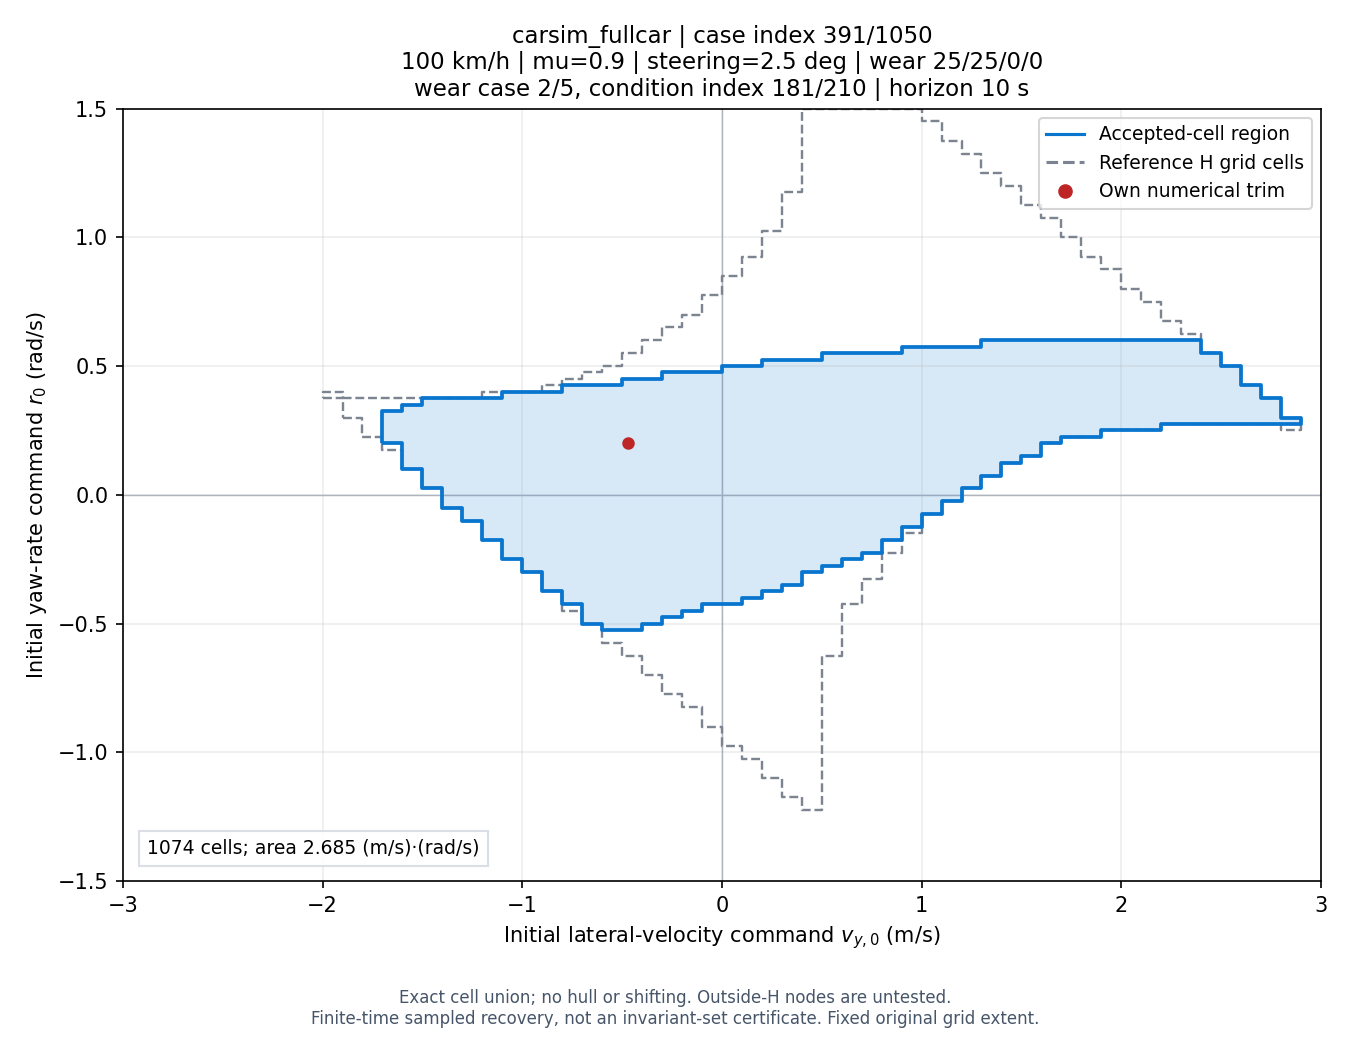 carsim_fullcar | case index 391/1050
100 km/h | mu=0.9 | steering=2.5 deg | wear 25/25/0/0
wear case 2/5, condition index 181/210 | horizon 10 s
Accepted-cell region
Reference H grid cells
Own numerical trim
1.5
1.0
0.5
0.0
−0.5
−1.0
−1.5
Initial yaw-rate command r₀ (rad/s)
1074 cells; area 2.685 (m/s)·(rad/s)
−3
−2
−1
0
1
2
3
Initial lateral-velocity command v_{y,0} (m/s)
Exact cell union; no hull or shifting. Outside-H nodes are untested.
Finite-time sampled recovery, not an invariant-set certificate. Fixed original grid extent.